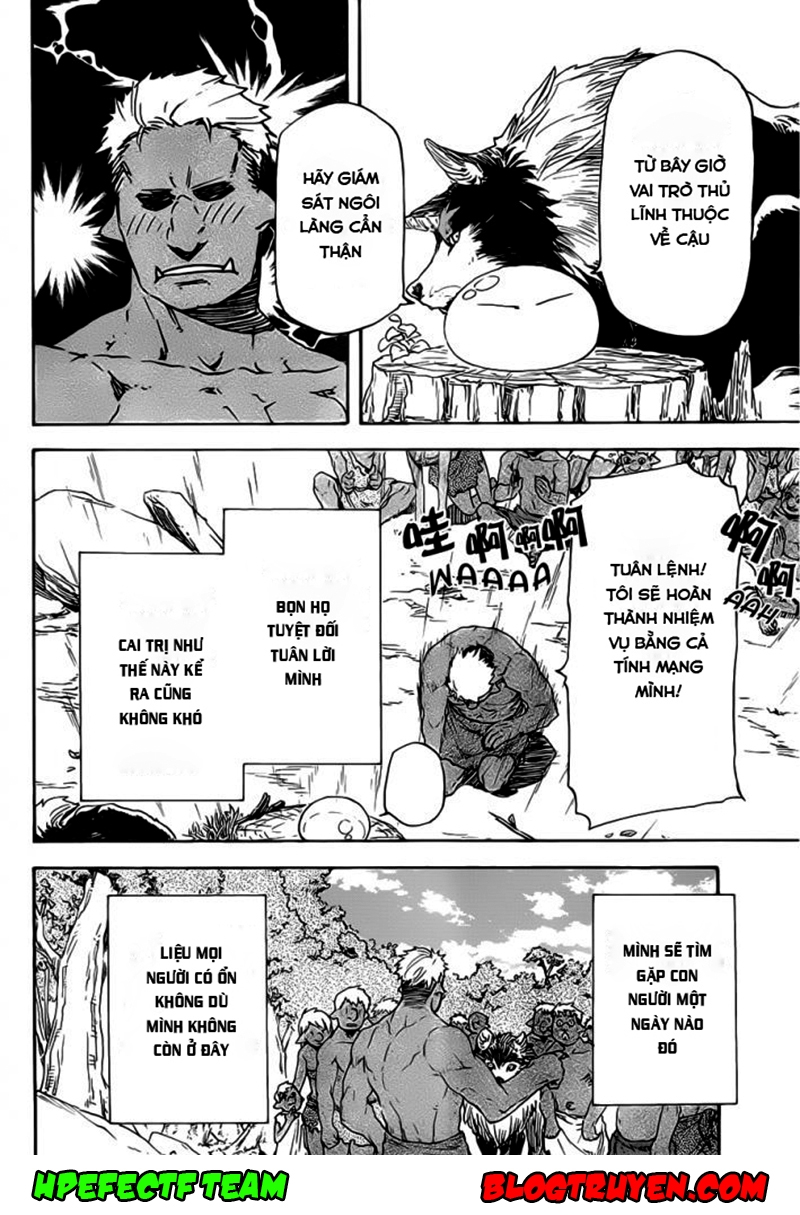 TỪ BÂY GIỜ
VAI TRÒ THỦ
LĨNH THUỘC
VỀ CẬU
HÃY GIÁM
SÁT NGÔI
LÀNG CẨN
THẬN
TUÂN LỆNH!
TÔI SẼ HOÀN
THÀNH NHIỆM
VỤ BẰNG CẢ
TÍNH MẠNG
MÌNH!
啊
啊
AAH
哇 啊 啊 啊
WAAAA
BỌN HỌ
TUYỆT ĐỐI
TUÂN LỜI
MÌNH
CAI TRỊ NHƯ
THẾ NÀY KỂ
RA CŨNG
KHÔNG KHÓ
MÌNH SẼ TÌM
GẶP CON
NGƯỜI MỘT
NGÀY NÀO
ĐÓ
LIỆU MỌI
NGƯỜI CÓ ỔN
KHÔNG DÙ
MÌNH KHÔNG
CÒN Ở ĐÂY
HPEFECTF TEAM
BLOGTRUYEN.COM